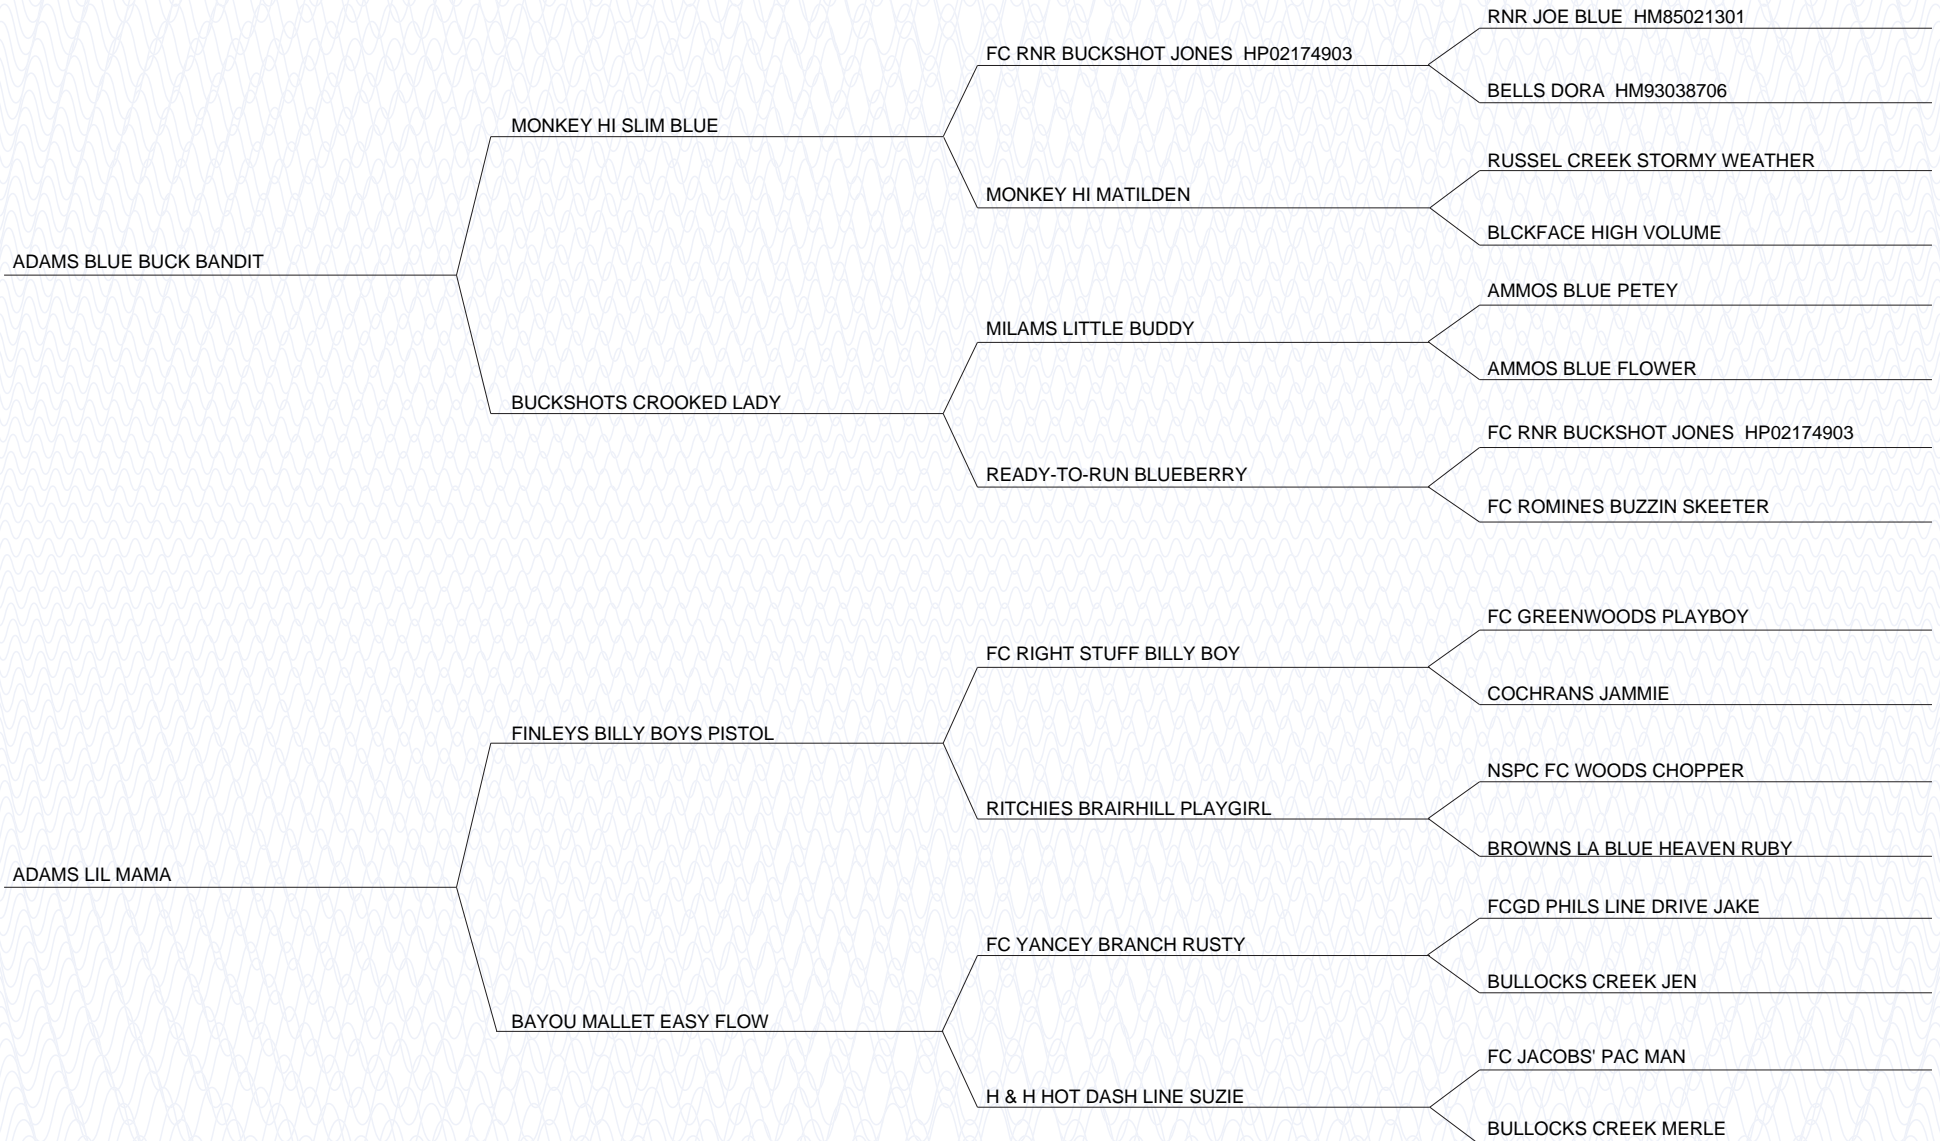 RNR JOE BLUE HM85021301
FC RNR BUCKSHOT JONES HP02174903
BELLS DORA HM93038706
MONKEY HI SLIM BLUE
RUSSEL CREEK STORMY WEATHER
MONKEY HI MATILDEN
BLCKFACE HIGH VOLUME
ADAMS BLUE BUCK BANDIT
AMMOS BLUE PETEY
MILAMS LITTLE BUDDY
AMMOS BLUE FLOWER
BUCKSHOTS CROOKED LADY
FC RNR BUCKSHOT JONES HP02174903
READY-TO-RUN BLUEBERRY
FC ROMINES BUZZIN SKEETER
FC GREENWOODS PLAYBOY
FC RIGHT STUFF BILLY BOY
COCHRANS JAMMIE
FINLEYS BILLY BOYS PISTOL
NSPC FC WOODS CHOPPER
RITCHIES BRAIRHILL PLAYGIRL
BROWNS LA BLUE HEAVEN RUBY
ADAMS LIL MAMA
FCGD PHILS LINE DRIVE JAKE
FC YANCEY BRANCH RUSTY
BULLOCKS CREEK JEN
BAYOU MALLET EASY FLOW
FC JACOBS' PAC MAN
H & H HOT DASH LINE SUZIE
BULLOCKS CREEK MERLE